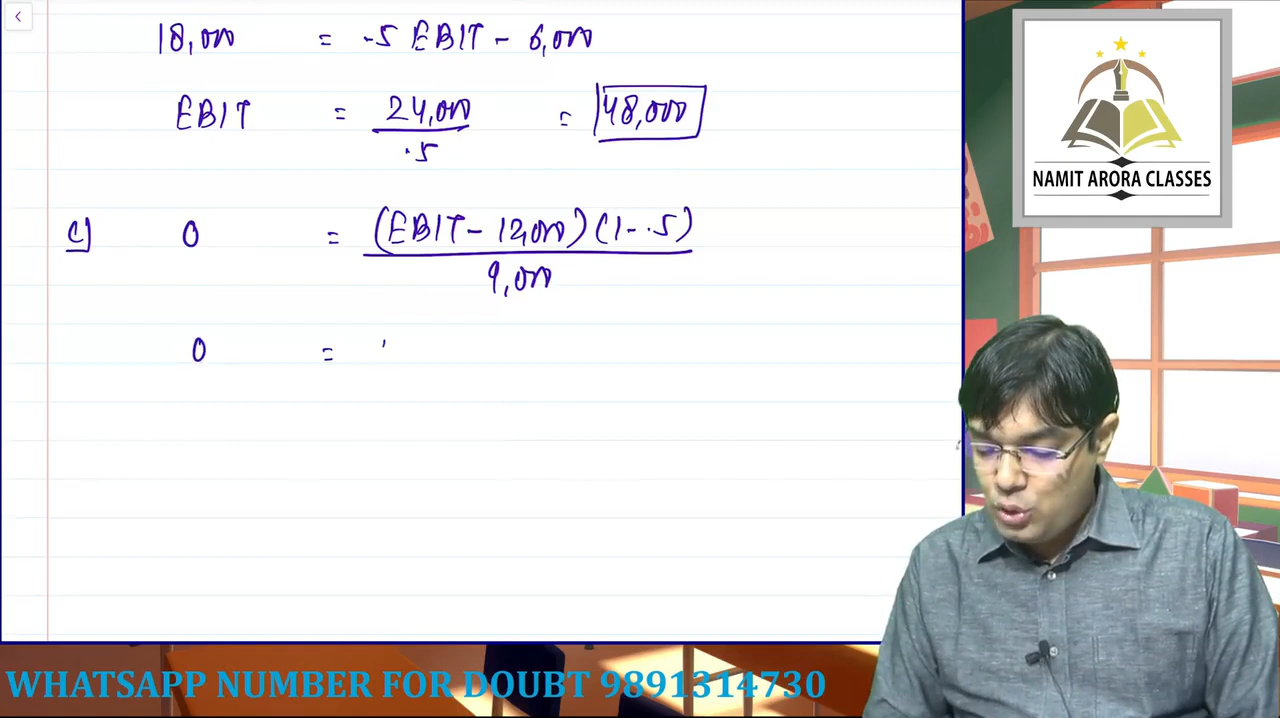 18,000 = .5 EBIT - 6,000
EBIT = 24,000 / .5 = 48,000
c) 0 = (EBIT - 12,000) (1 - .5) / 9,000
0 =
NAMIT ARORA CLASSES
WHATSAPP NUMBER FOR DOUBT 9891314730